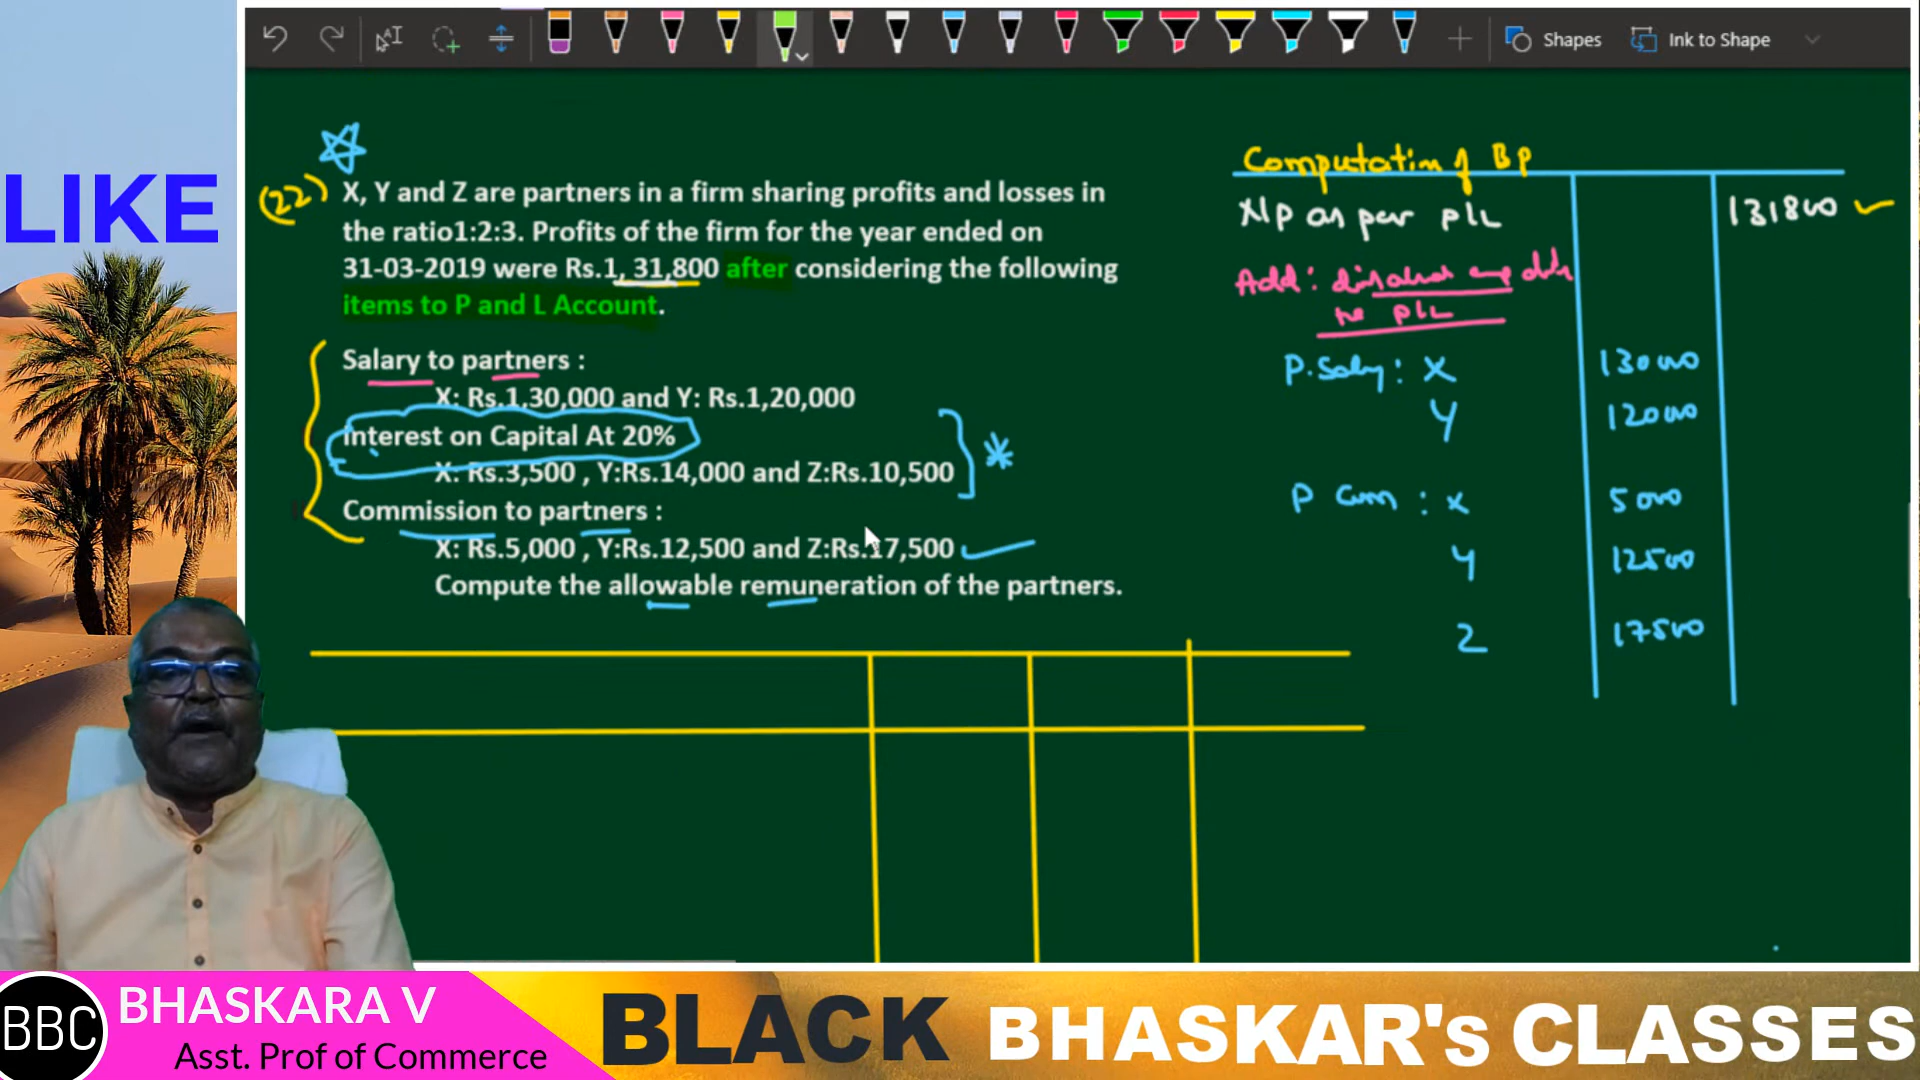 Shapes
Ink to Shape
LIKE
(22) X, Y and Z are partners in a firm sharing profits and losses in
the ratio1:2:3. Profits of the firm for the year ended on
31-03-2019 were Rs.1, 31,800 after considering the following
items to P and L Account.
Salary to partners :
X: Rs.1,30,000 and Y: Rs.1,20,000
Interest on Capital At 20%
X: Rs.3,500 , Y:Rs.14,000 and Z:Rs.10,500
Commission to partners :
X: Rs.5,000 , Y:Rs.12,500 and Z:Rs.17,500
Compute the allowable remuneration of the partners.
Computation of BP
NP as per PLL 131800
Add: exp
to PLL
P. Saly: X 130000
Y 120000
P Com : X 5000
Y 12500
Z 17500
BBC
BHASKARA V
Asst. Prof of Commerce
BLACK BHASKAR's CLASSES